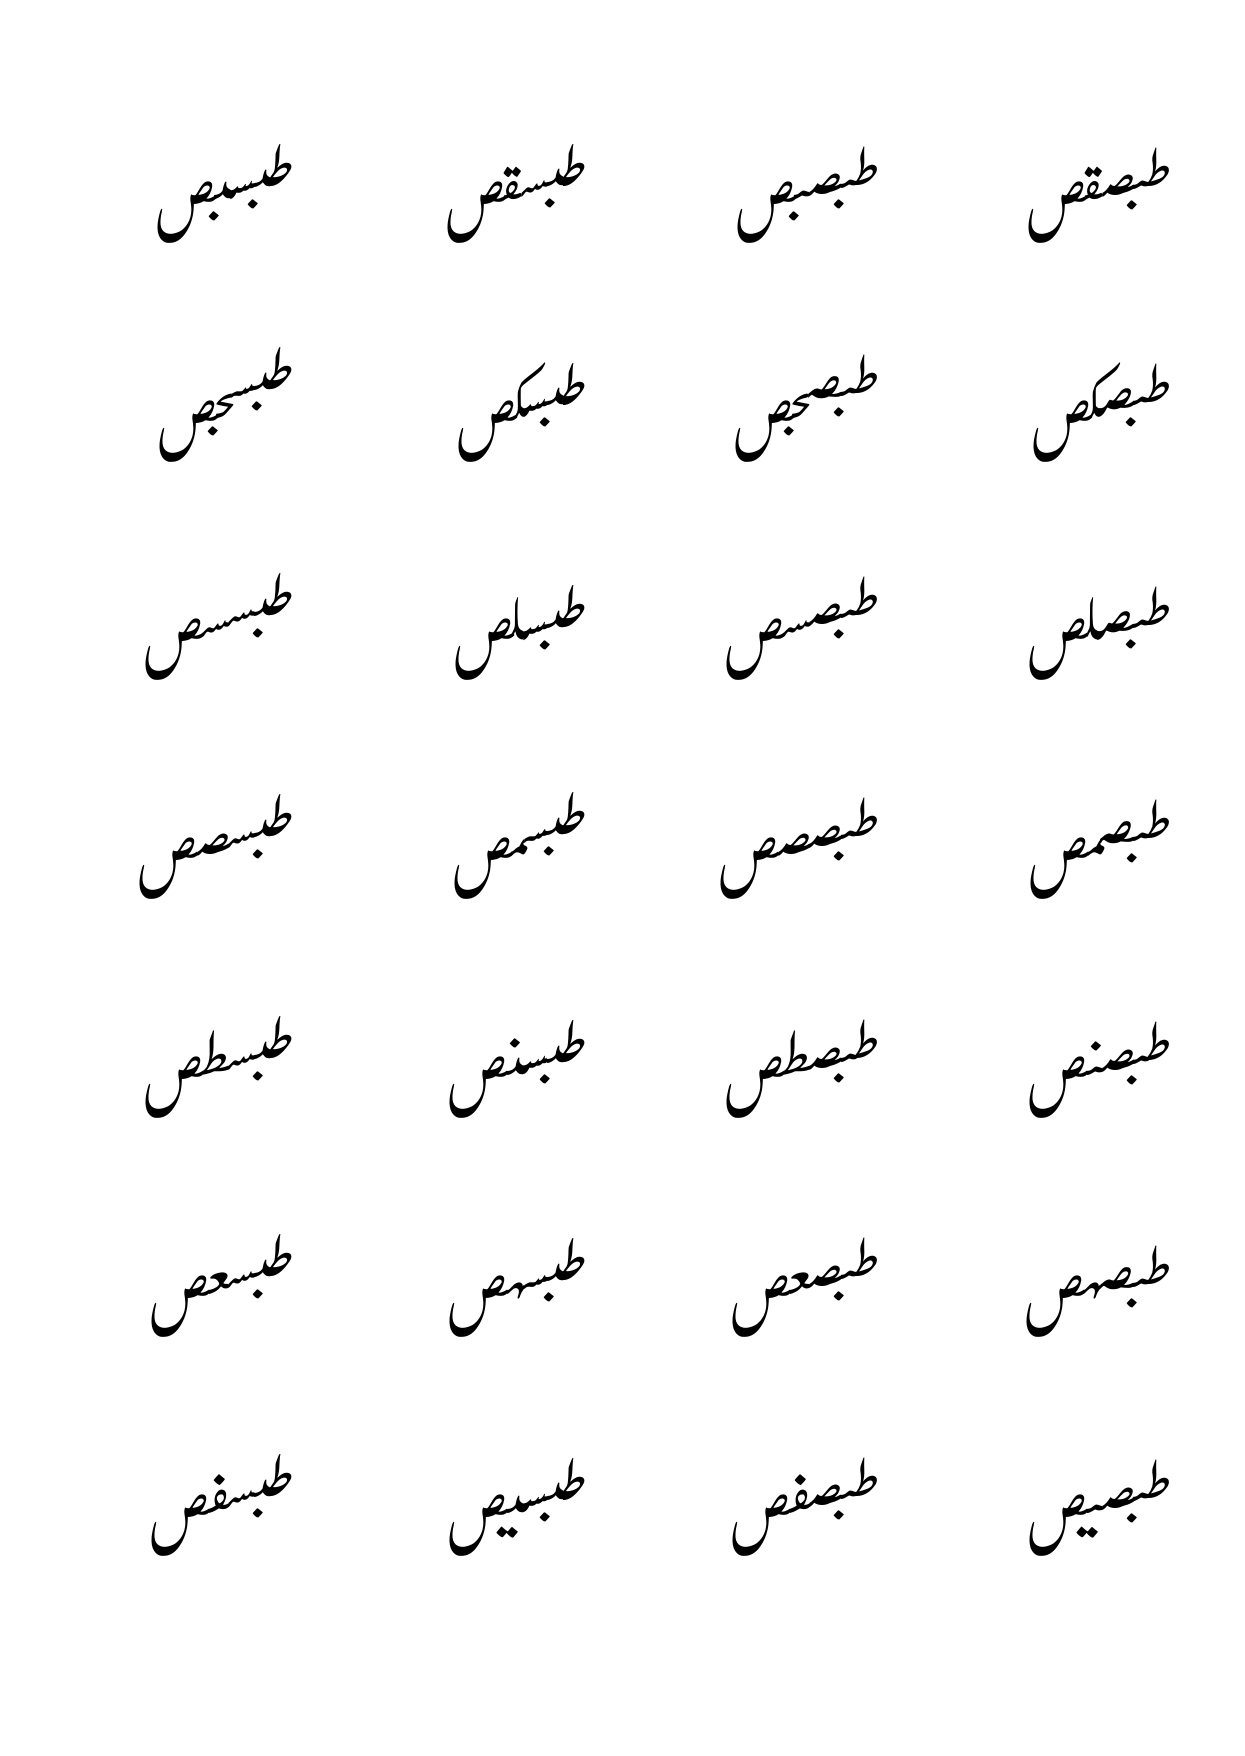 طبصقص طبصبص طبسقص طبسبص
طبصكص طبصجص طبسكص طبسجص
طبصلص طبصسص طبسلص طبسسص
طبصمص طبصصص طبسمص طبسصص
طبصنص طبصطص طبسنص طبسطص
طبصهص طبصعص طبسهص طبسعص
طبصيص طبصفص طبسيص طبسفص